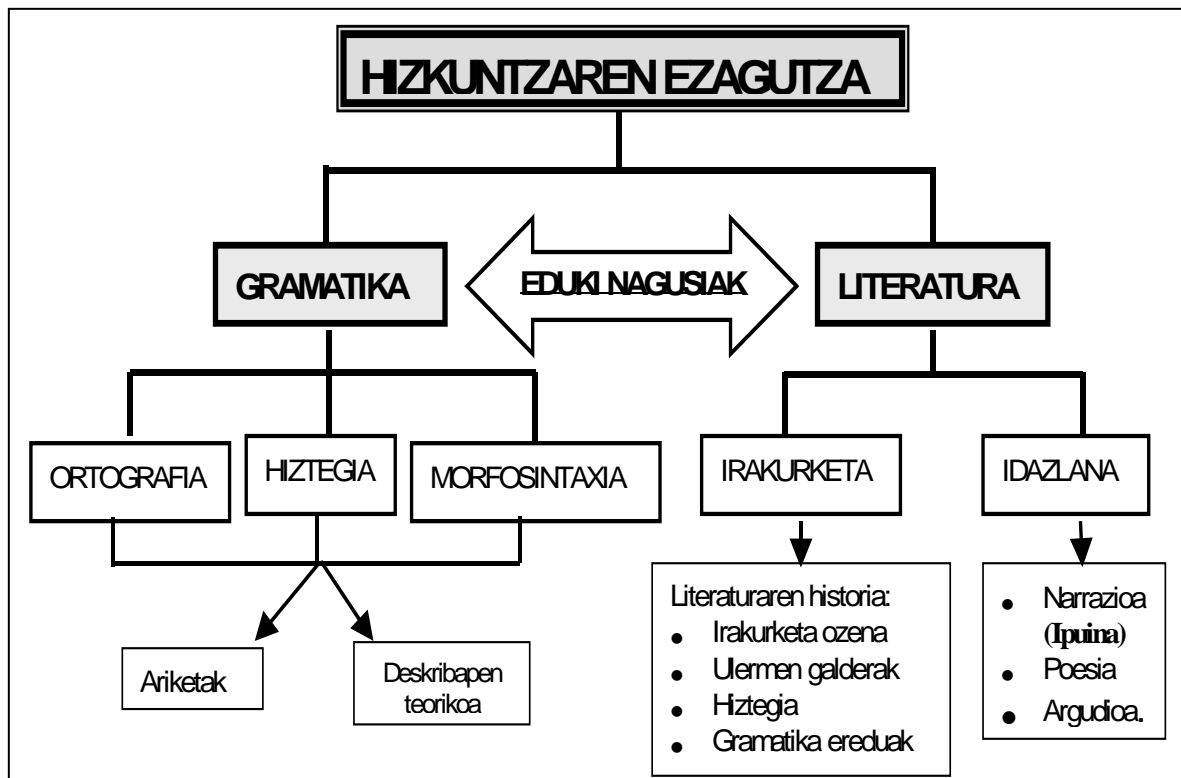 HIZKUNTZAREN EZAGUTZA
GRAMATIKA
EDUKI NAGUSIAK
LITERATURA
ORTOGRAFIA
HIZTEGIA
MORFOSINTAXIA
IRAKURKETA
IDAZLANA
Ariketak
Deskribapen
teorikoa
Literaturaren historia:
• Irakurketa ozena
• Ulermen galderak
• Hiztegia
• Gramatika ereduak
• Narrazioa
(Ipuina)
• Poesia
• Argudioa.